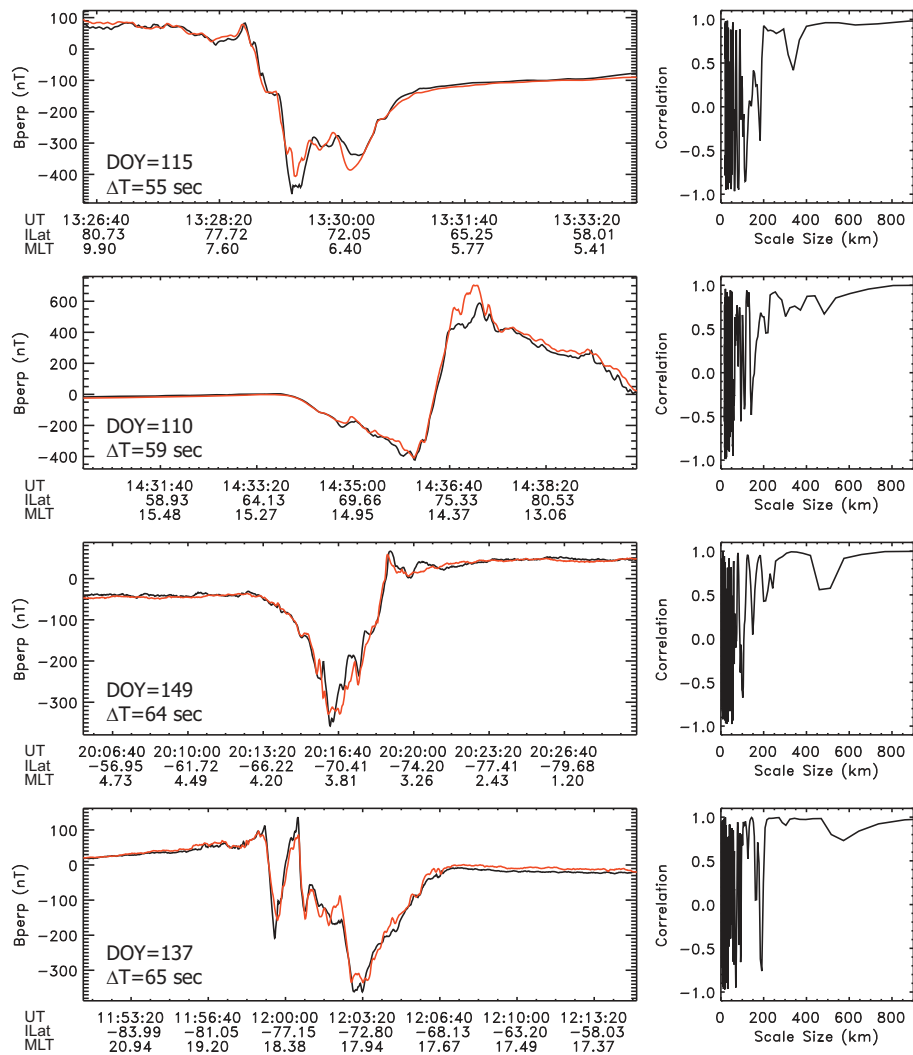 Bperp (nT)
100
0
−100
−200
−300
−400
DOY=115
ΔT=55 sec
UT 13:26:40 13:28:20 13:30:00 13:31:40 13:33:20
ILat 80.73 77.72 72.05 65.25 58.01
MLT 9.90 7.60 6.40 5.77 5.41
Correlation
1.0
0.5
0.0
−0.5
−1.0
0 200 400 600 800
Scale Size (km)
Bperp (nT)
600
400
200
0
−200
−400
DOY=110
ΔT=59 sec
UT 14:31:40 14:33:20 14:35:00 14:36:40 14:38:20
ILat 58.93 64.13 69.66 75.33 80.53
MLT 15.48 15.27 14.95 14.37 13.06
Correlation
1.0
0.5
0.0
−0.5
−1.0
0 200 400 600 800
Scale Size (km)
Bperp (nT)
0
−100
−200
−300
DOY=149
ΔT=64 sec
UT 20:06:40 20:10:00 20:13:20 20:16:40 20:20:00 20:23:20 20:26:40
ILat −56.95 −61.72 −66.22 −70.41 −74.20 −77.41 −79.68
MLT 4.73 4.49 4.20 3.81 3.26 2.43 1.20
Correlation
1.0
0.5
0.0
−0.5
−1.0
0 200 400 600 800
Scale Size (km)
Bperp (nT)
100
0
−100
−200
−300
DOY=137
ΔT=65 sec
UT 11:53:20 11:56:40 12:00:00 12:03:20 12:06:40 12:10:00 12:13:20
ILat −83.99 −81.05 −77.15 −72.80 −68.13 −63.20 −58.03
MLT 20.94 19.20 18.38 17.94 17.67 17.49 17.37
Correlation
1.0
0.5
0.0
−0.5
−1.0
0 200 400 600 800
Scale Size (km)